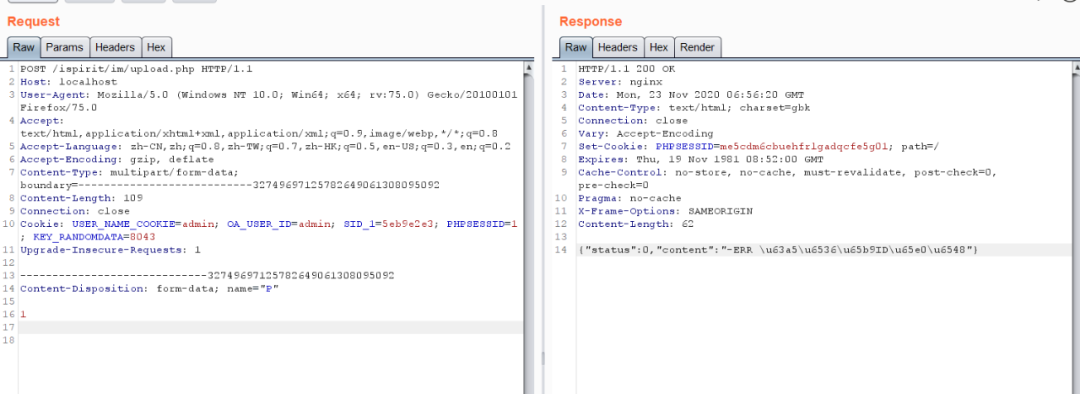 Request
Raw Params Headers Hex
1 POST /ispirit/im/upload.php HTTP/1.1
2 Host: localhost
3 User-Agent: Mozilla/5.0 (Windows NT 10.0; Win64; x64; rv:75.0) Gecko/20100101
Firefox/75.0
4 Accept:
text/html,application/xhtml+xml,application/xml;q=0.9,image/webp,*/*;q=0.8
5 Accept-Language: zh-CN,zh;q=0.8,zh-TW;q=0.7,zh-HK;q=0.5,en-US;q=0.3,en;q=0.2
6 Accept-Encoding: gzip, deflate
7 Content-Type: multipart/form-data;
boundary=---------------------------327496971257826490613080​95092
8 Content-Length: 109
9 Connection: close
10 Cookie: USER_NAME_COOKIE=admin; OA_USER_ID=admin; SID_1=5eb9e2e3; PHPSESSID=1
; KEY_RANDOMDATA=8043
11 Upgrade-Insecure-Requests: 1
12
13 -----------------------------32749697125782649061308095092
14 Content-Disposition: form-data; name="P"
15
16 1
17
18
Response
Raw Headers Hex Render
1 HTTP/1.1 200 OK
2 Server: nginx
3 Date: Mon, 23 Nov 2020 06:56:20 GMT
4 Content-Type: text/html; charset=gbk
5 Connection: close
6 Vary: Accept-Encoding
7 Set-Cookie: PHPSESSID=me5cdm6cbuehfrlgadqcfe5g01; path=/
8 Expires: Thu, 19 Nov 1981 08:52:00 GMT
9 Cache-Control: no-store, no-cache, must-revalidate, post-check=0,
pre-check=0
10 Pragma: no-cache
11 X-Frame-Options: SAMEORIGIN
12 Content-Length: 62
13
14 {"status":0,"content":"-ERR \u63a5\u6536\u65b9ID\u65e0\u6548"}